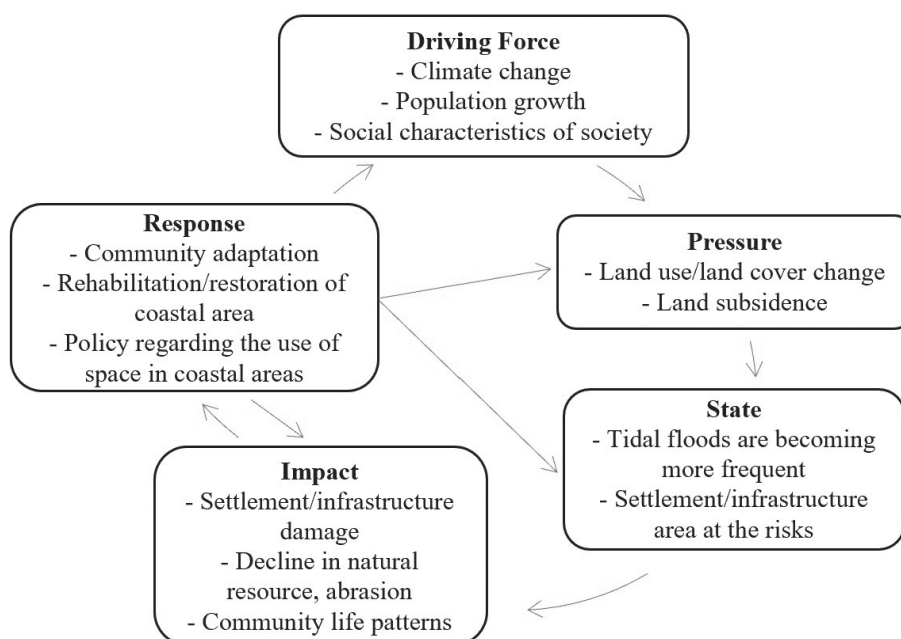 Driving Force
- Climate change
- Population growth
- Social characteristics of society
Response
- Community adaptation
- Rehabilitation/restoration of
coastal area
- Policy regarding the use of
space in coastal areas
Pressure
- Land use/land cover change
- Land subsidence
State
- Tidal floods are becoming
more frequent
- Settlement/infrastructure
area at the risks
Impact
- Settlement/infrastructure
damage
- Decline in natural
resource, abrasion
- Community life patterns